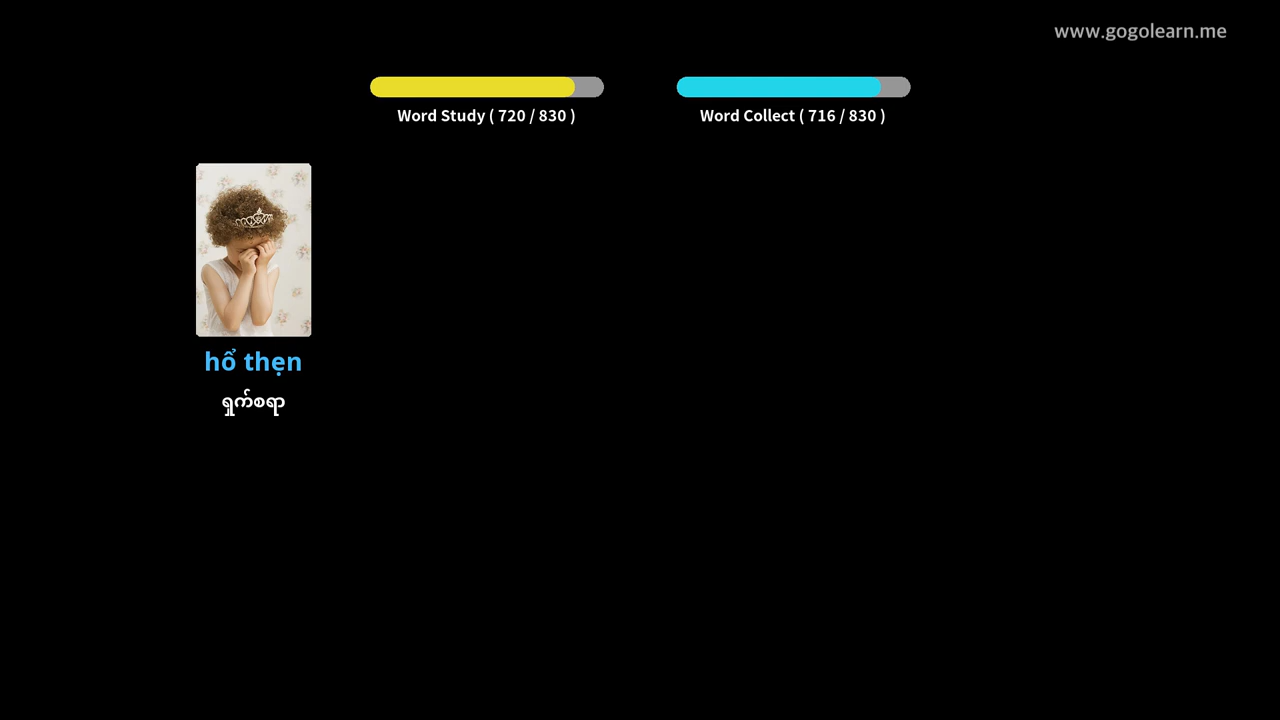 www.gogolearn.me
Word Study ( 720 / 830 )
Word Collect ( 716 / 830 )
hổ thẹn
ရှက်စရာ